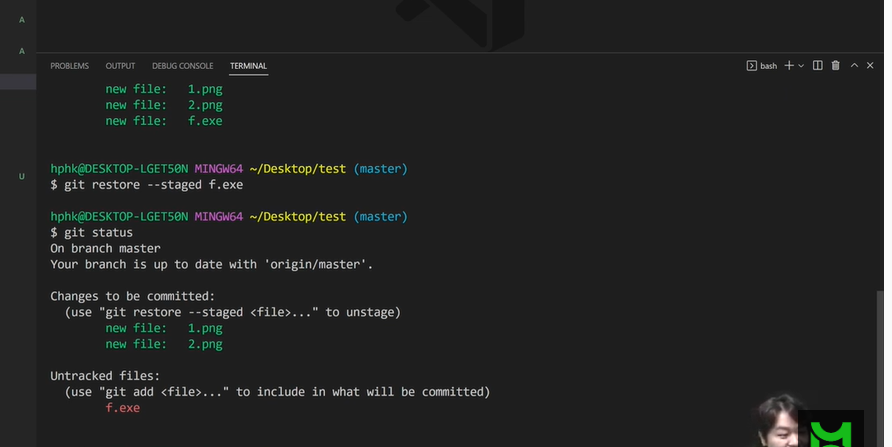 A
A
U
PROBLEMS OUTPUT DEBUG CONSOLE TERMINAL bash
new file: 1.png
new file: 2.png
new file: f.exe
hphk@DESKTOP-LGET50N MINGW64 ~/Desktop/test (master)
$ git restore --staged f.exe
hphk@DESKTOP-LGET50N MINGW64 ~/Desktop/test (master)
$ git status
On branch master
Your branch is up to date with 'origin/master'.
Changes to be committed:
(use "git restore --staged <file>..." to unstage)
new file: 1.png
new file: 2.png
Untracked files:
(use "git add <file>..." to include in what will be committed)
f.exe